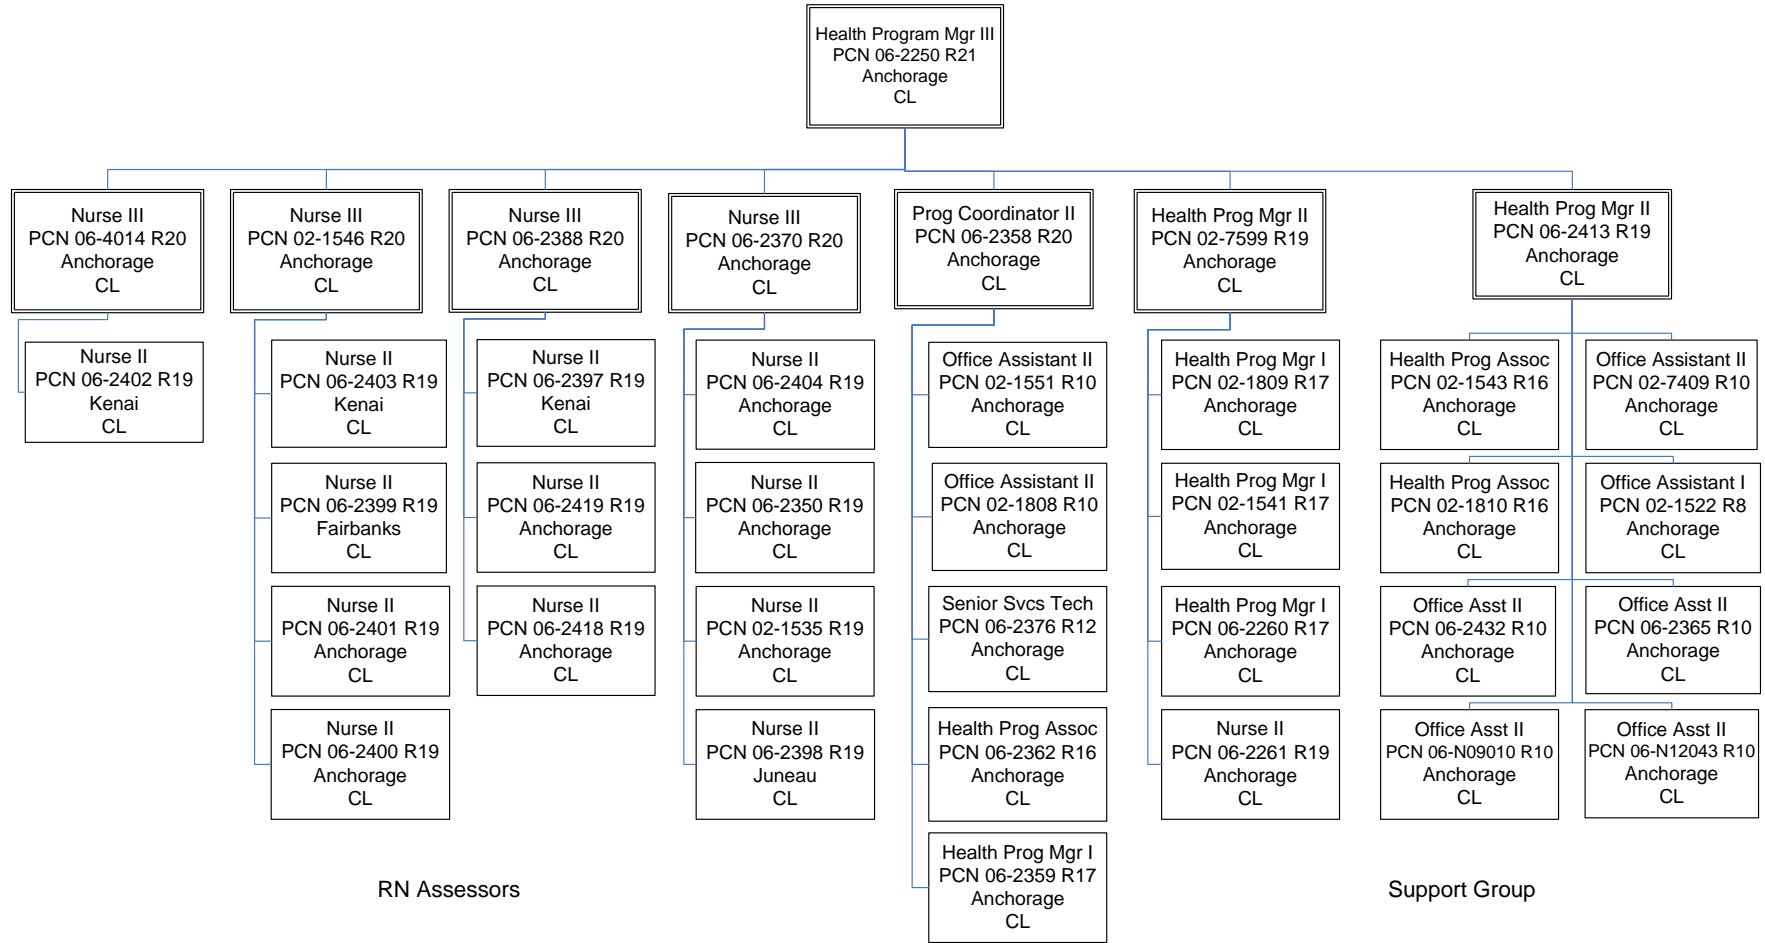 Health Program Mgr III
PCN 06-2250 R21
Anchorage
CL
Nurse III
PCN 06-4014 R20
Anchorage
CL
Nurse III
PCN 02-1546 R20
Anchorage
CL
Nurse III
PCN 06-2388 R20
Anchorage
CL
Nurse III
PCN 06-2370 R20
Anchorage
CL
Prog Coordinator II
PCN 06-2358 R20
Anchorage
CL
Health Prog Mgr II
PCN 02-7599 R19
Anchorage
CL
Health Prog Mgr II
PCN 06-2413 R19
Anchorage
CL
Nurse II
PCN 06-2402 R19
Kenai
CL
Nurse II
PCN 06-2403 R19
Kenai
CL
Nurse II
PCN 06-2397 R19
Kenai
CL
Nurse II
PCN 06-2404 R19
Anchorage
CL
Office Assistant II
PCN 02-1551 R10
Anchorage
CL
Health Prog Mgr I
PCN 02-1809 R17
Anchorage
CL
Health Prog Assoc
PCN 02-1543 R16
Anchorage
CL
Office Assistant II
PCN 02-7409 R10
Anchorage
CL
Nurse II
PCN 06-2399 R19
Fairbanks
CL
Nurse II
PCN 06-2419 R19
Anchorage
CL
Nurse II
PCN 06-2350 R19
Anchorage
CL
Office Assistant II
PCN 02-1808 R10
Anchorage
CL
Health Prog Mgr I
PCN 02-1541 R17
Anchorage
CL
Health Prog Assoc
PCN 02-1810 R16
Anchorage
CL
Office Assistant I
PCN 02-1522 R8
Anchorage
CL
Nurse II
PCN 06-2401 R19
Anchorage
CL
Nurse II
PCN 06-2418 R19
Anchorage
CL
Nurse II
PCN 02-1535 R19
Anchorage
CL
Senior Svcs Tech
PCN 06-2376 R12
Anchorage
CL
Health Prog Mgr I
PCN 06-2260 R17
Anchorage
CL
Office Asst II
PCN 06-2432 R10
Anchorage
CL
Office Asst II
PCN 06-2365 R10
Anchorage
CL
Nurse II
PCN 06-2400 R19
Anchorage
CL
Nurse II
PCN 06-2398 R19
Juneau
CL
Health Prog Assoc
PCN 06-2362 R16
Anchorage
CL
Nurse II
PCN 06-2261 R19
Anchorage
CL
Office Asst II
PCN 06-N09010 R10
Anchorage
CL
Office Asst II
PCN 06-N12043 R10
Anchorage
CL
Health Prog Mgr I
PCN 06-2359 R17
Anchorage
CL
RN Assessors
Support Group